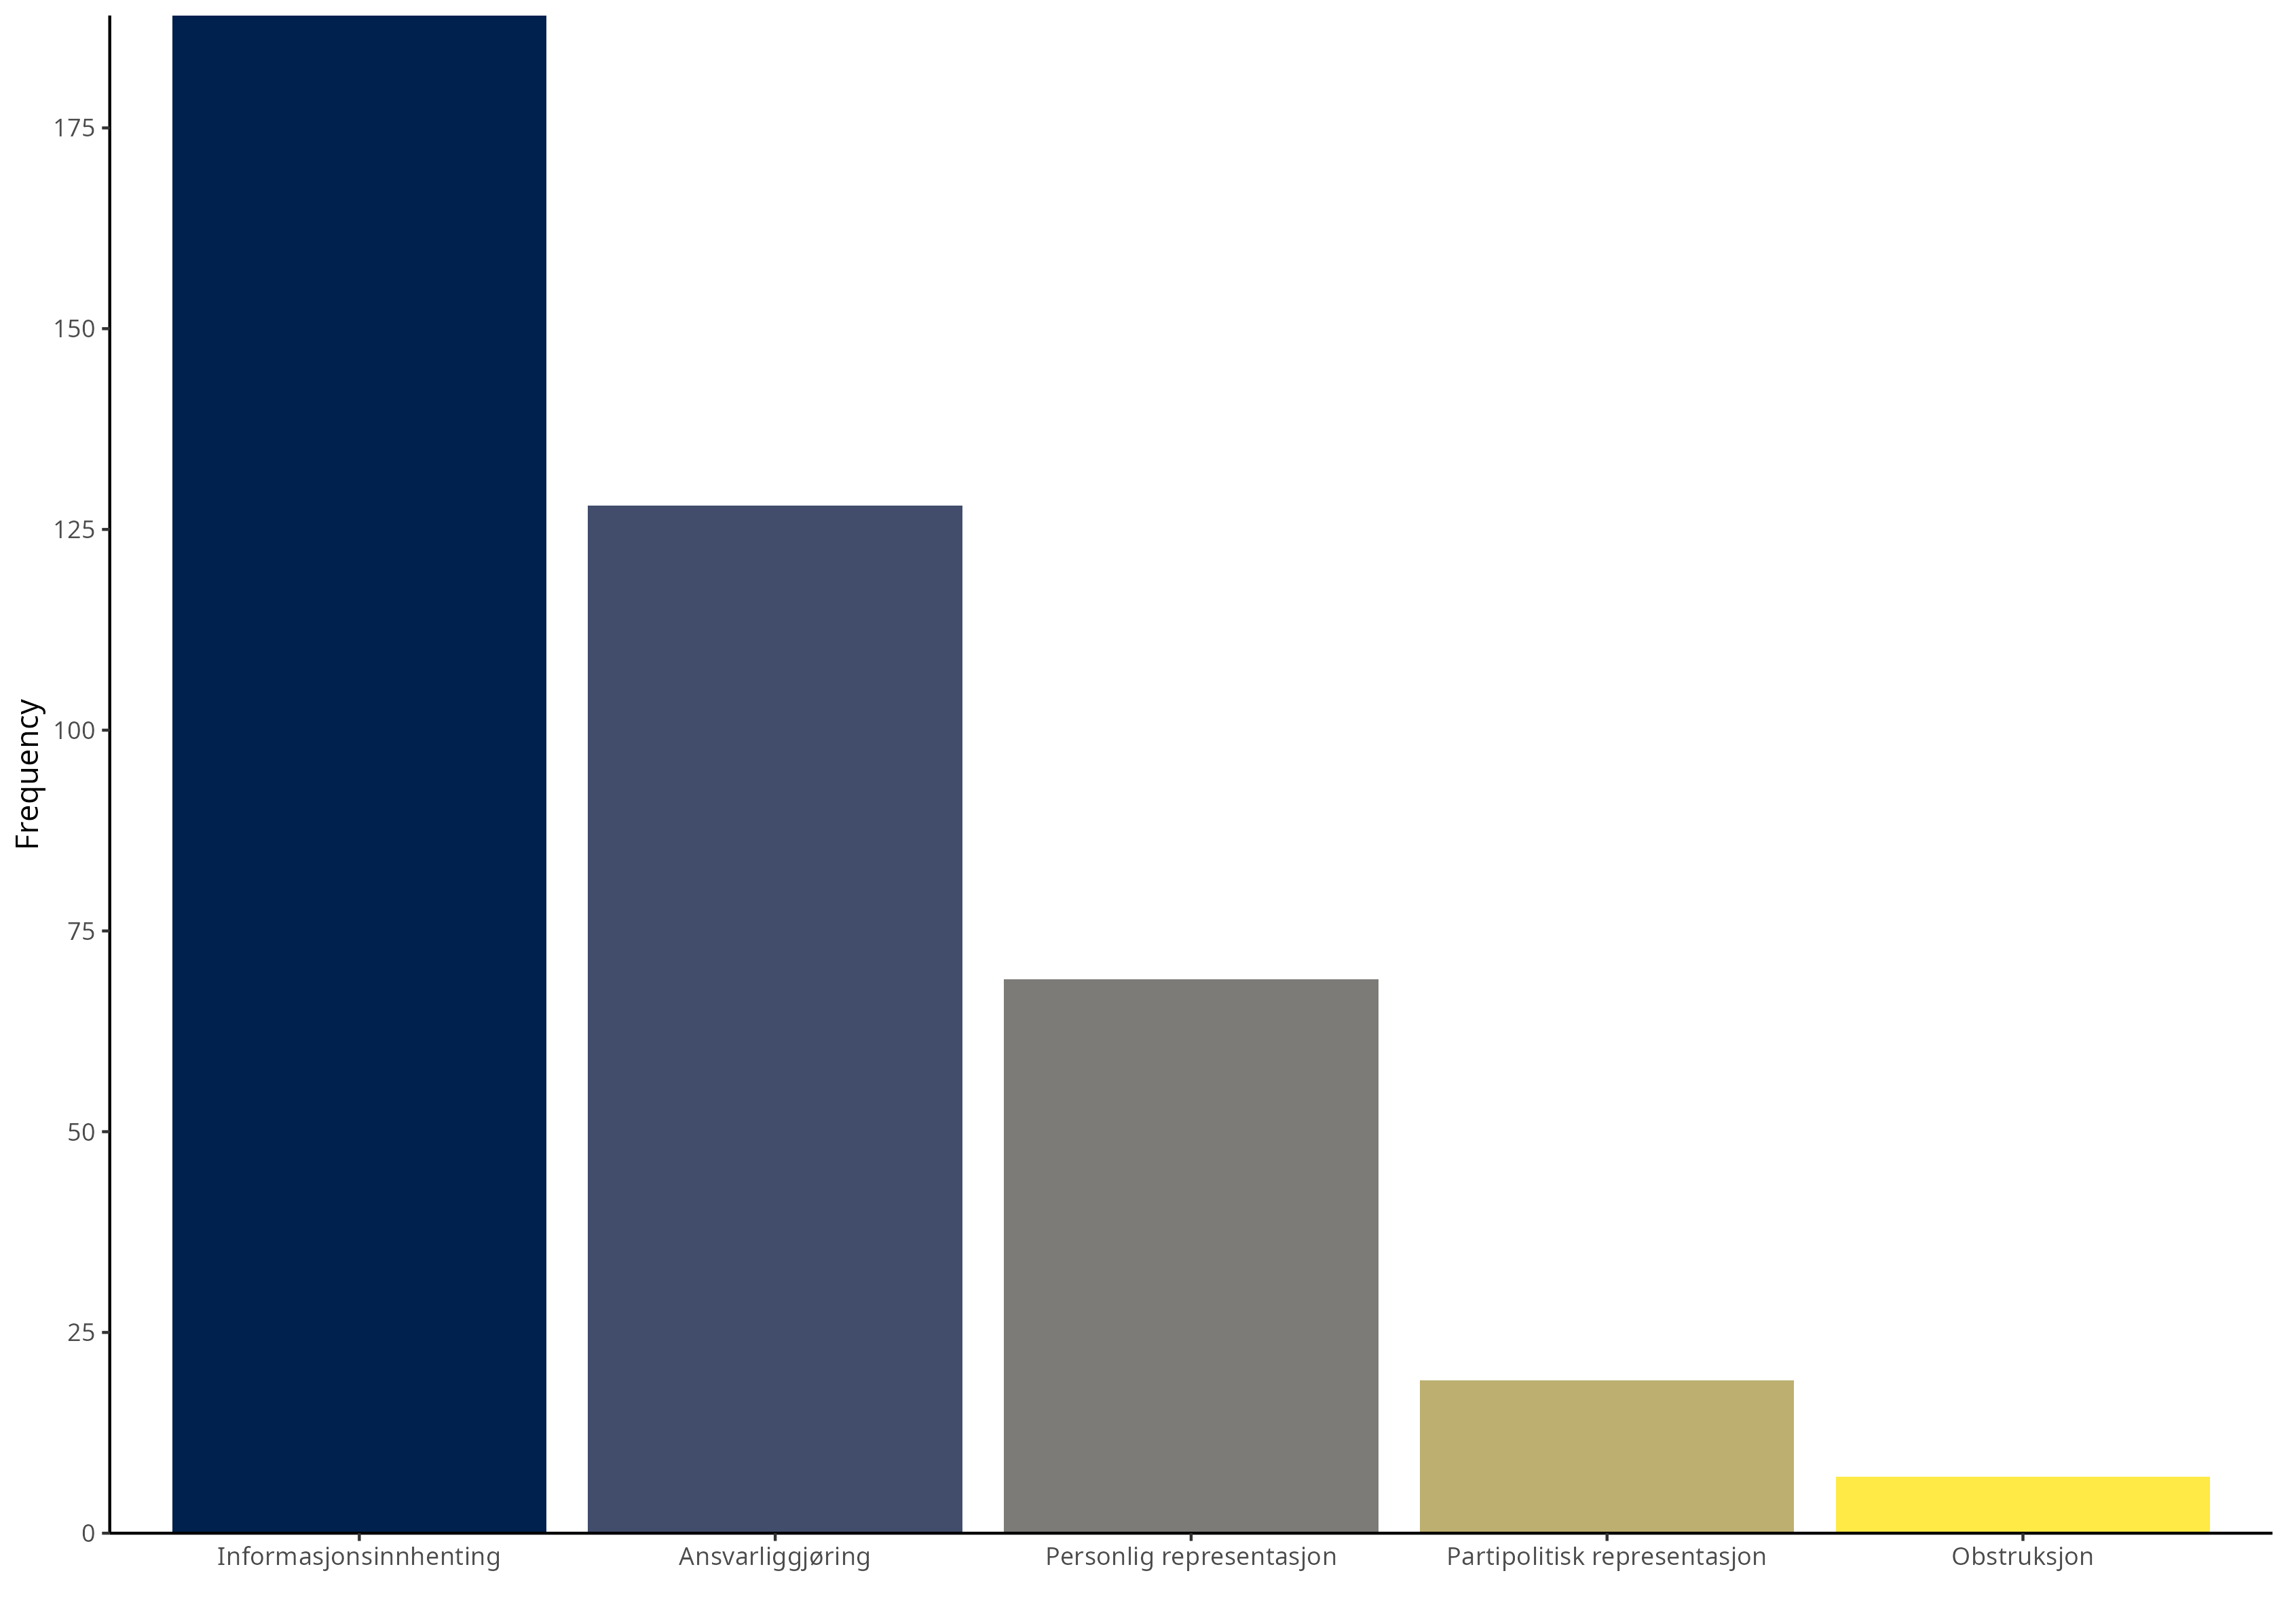 Frequency
175
150
125
100
75
50
25
0
Informasjonsinnhenting
Ansvarliggjøring
Personlig representasjon
Partipolitisk representasjon
Obstruksjon